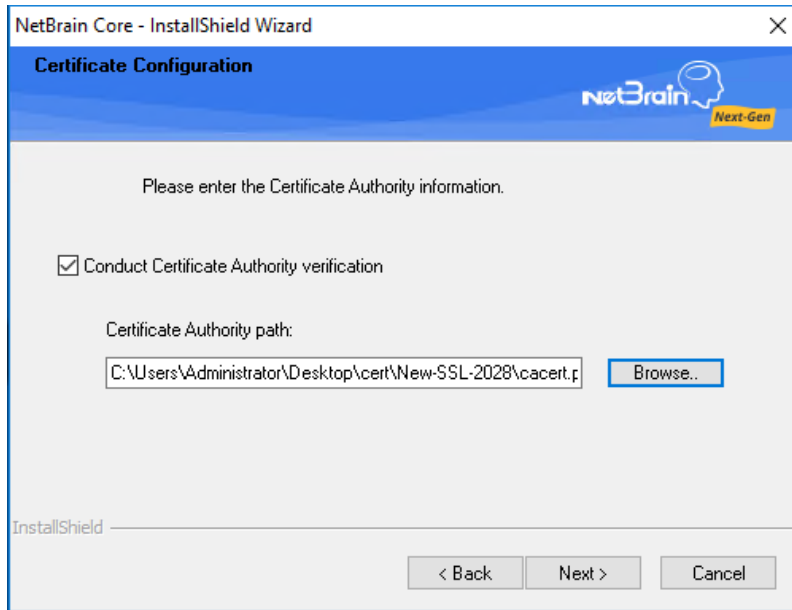 NetBrain Core - InstallShield Wizard
Certificate Configuration
NetBrain
Next-Gen
Please enter the Certificate Authority information.
Conduct Certificate Authority verification
Certificate Authority path:
C:\Users\Administrator\Desktop\cert\New-SSL-2028\cacert.p
Browse..
InstallShield
< Back
Next >
Cancel